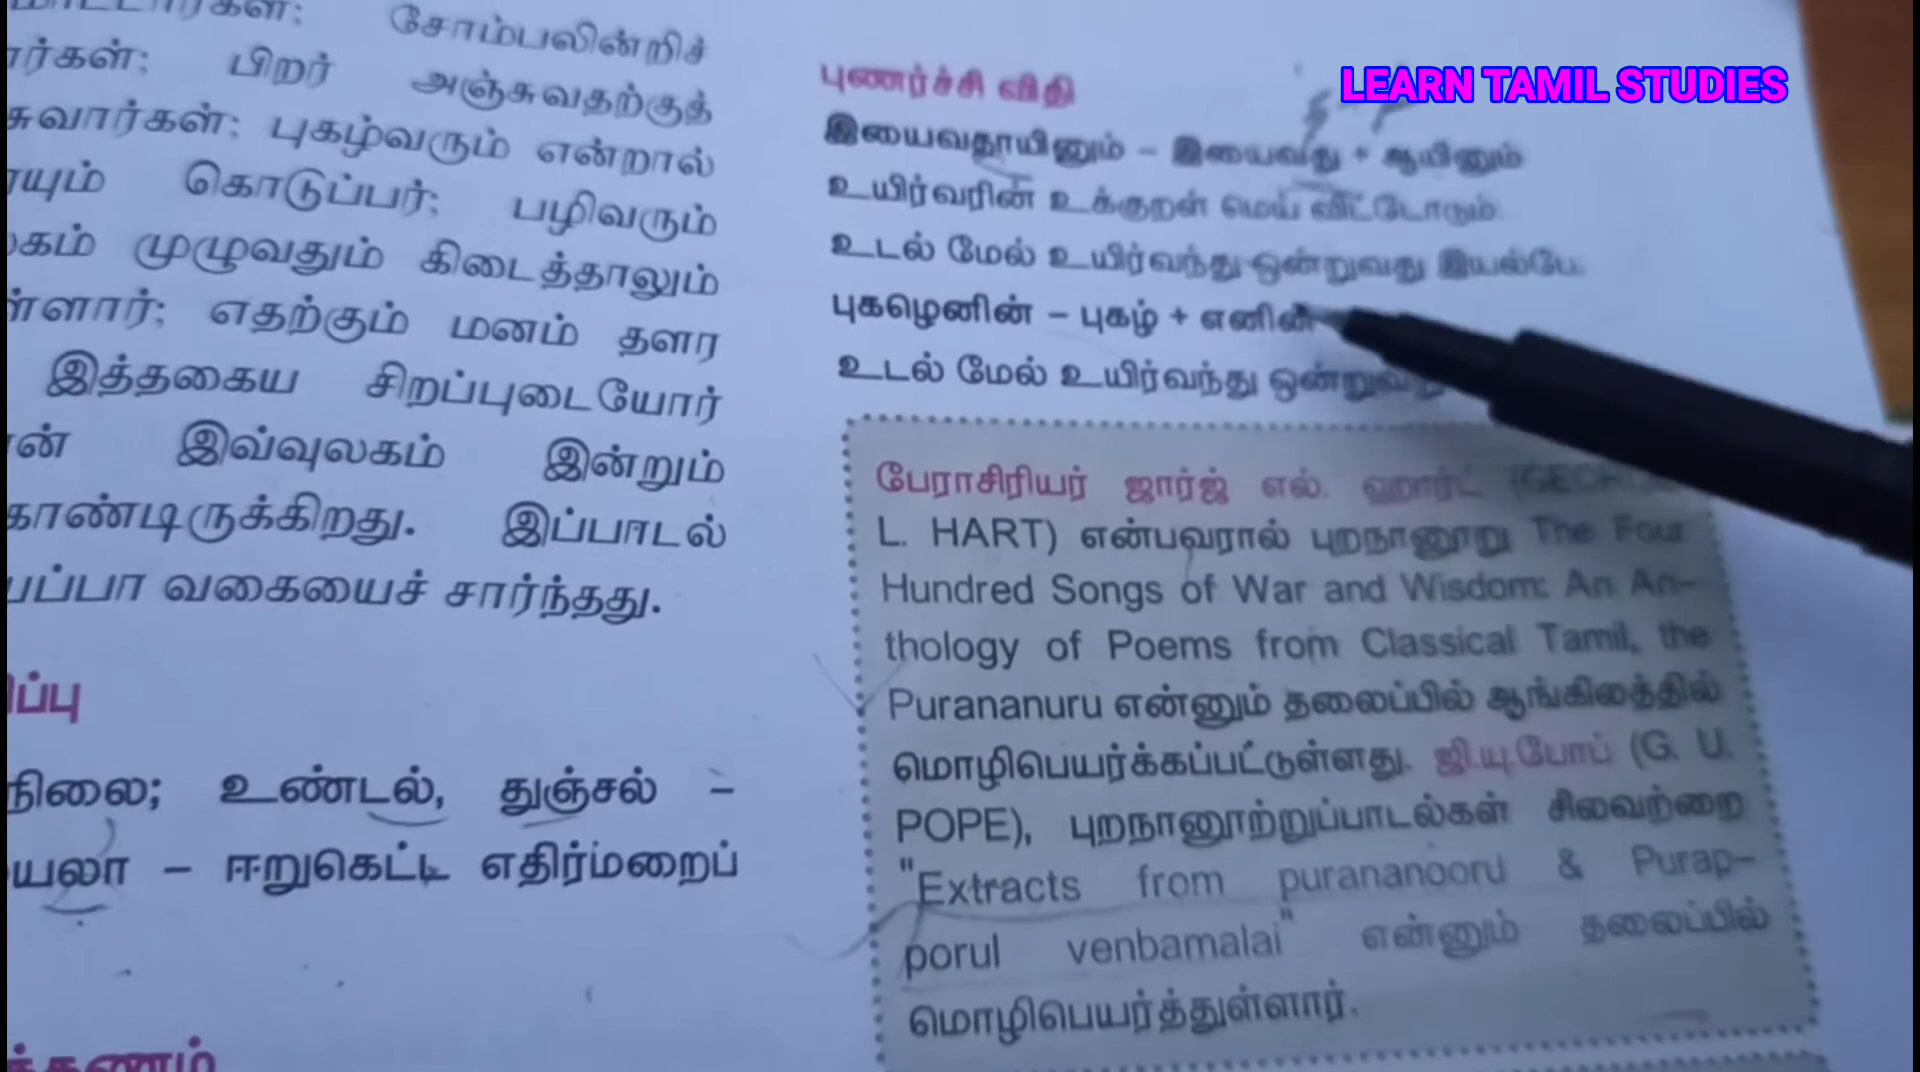 LEARN TAMIL STUDIES
சோம்பலின்றிச்
பிறர் அஞ்சுவதற்குத்
சுவார்கள்; புகழ்வரும் என்றால்
கொடுப்பர்; பழிவரும்
முழுவதும் கிடைத்தாலும்
எதற்கும் மனம் தளர
இத்தகைய சிறப்புடையோர்
இவ்வுலகம் இன்றும்
காண்டிருக்கிறது. இப்பாடல்
வகையைச் சார்ந்தது.
நிலை; உண்டல், துஞ்சல் –
யலா – ஈறுகெட்ட எதிர்மறைப்
புணர்ச்சி விதி
இயைவதாயினும் – இயைவது + ஆயினும்
உயிர்வரின் உக்குறள் மெய் விட்டோடும்.
உடல் மேல் உயிர்வந்து ஒன்றுவது இயல்பே.
புகழெனின் – புகழ் + எனின்
உடல் மேல் உயிர்வந்து
பேராசிரியர் ஜார்ஜ் எல். ஹார்ட்
L. HART) என்பவரால் புறநானூறு The Four
Hundred Songs of War and Wisdom: An An–
thology of Poems from Classical Tamil, the
Purananuru என்னும் தலைப்பில் ஆங்கிலத்தில்
மொழிபெயர்க்கப்பட்டுள்ளது. ஜி.யு.போப் (G. U.
POPE), புறநானூற்றுப்பாடல்கள் சிலவற்றை
"Extracts from purananooru & Purap–
porul venbamalai" என்னும் தலைப்பில்
மொழிபெயர்த்துள்ளார்.